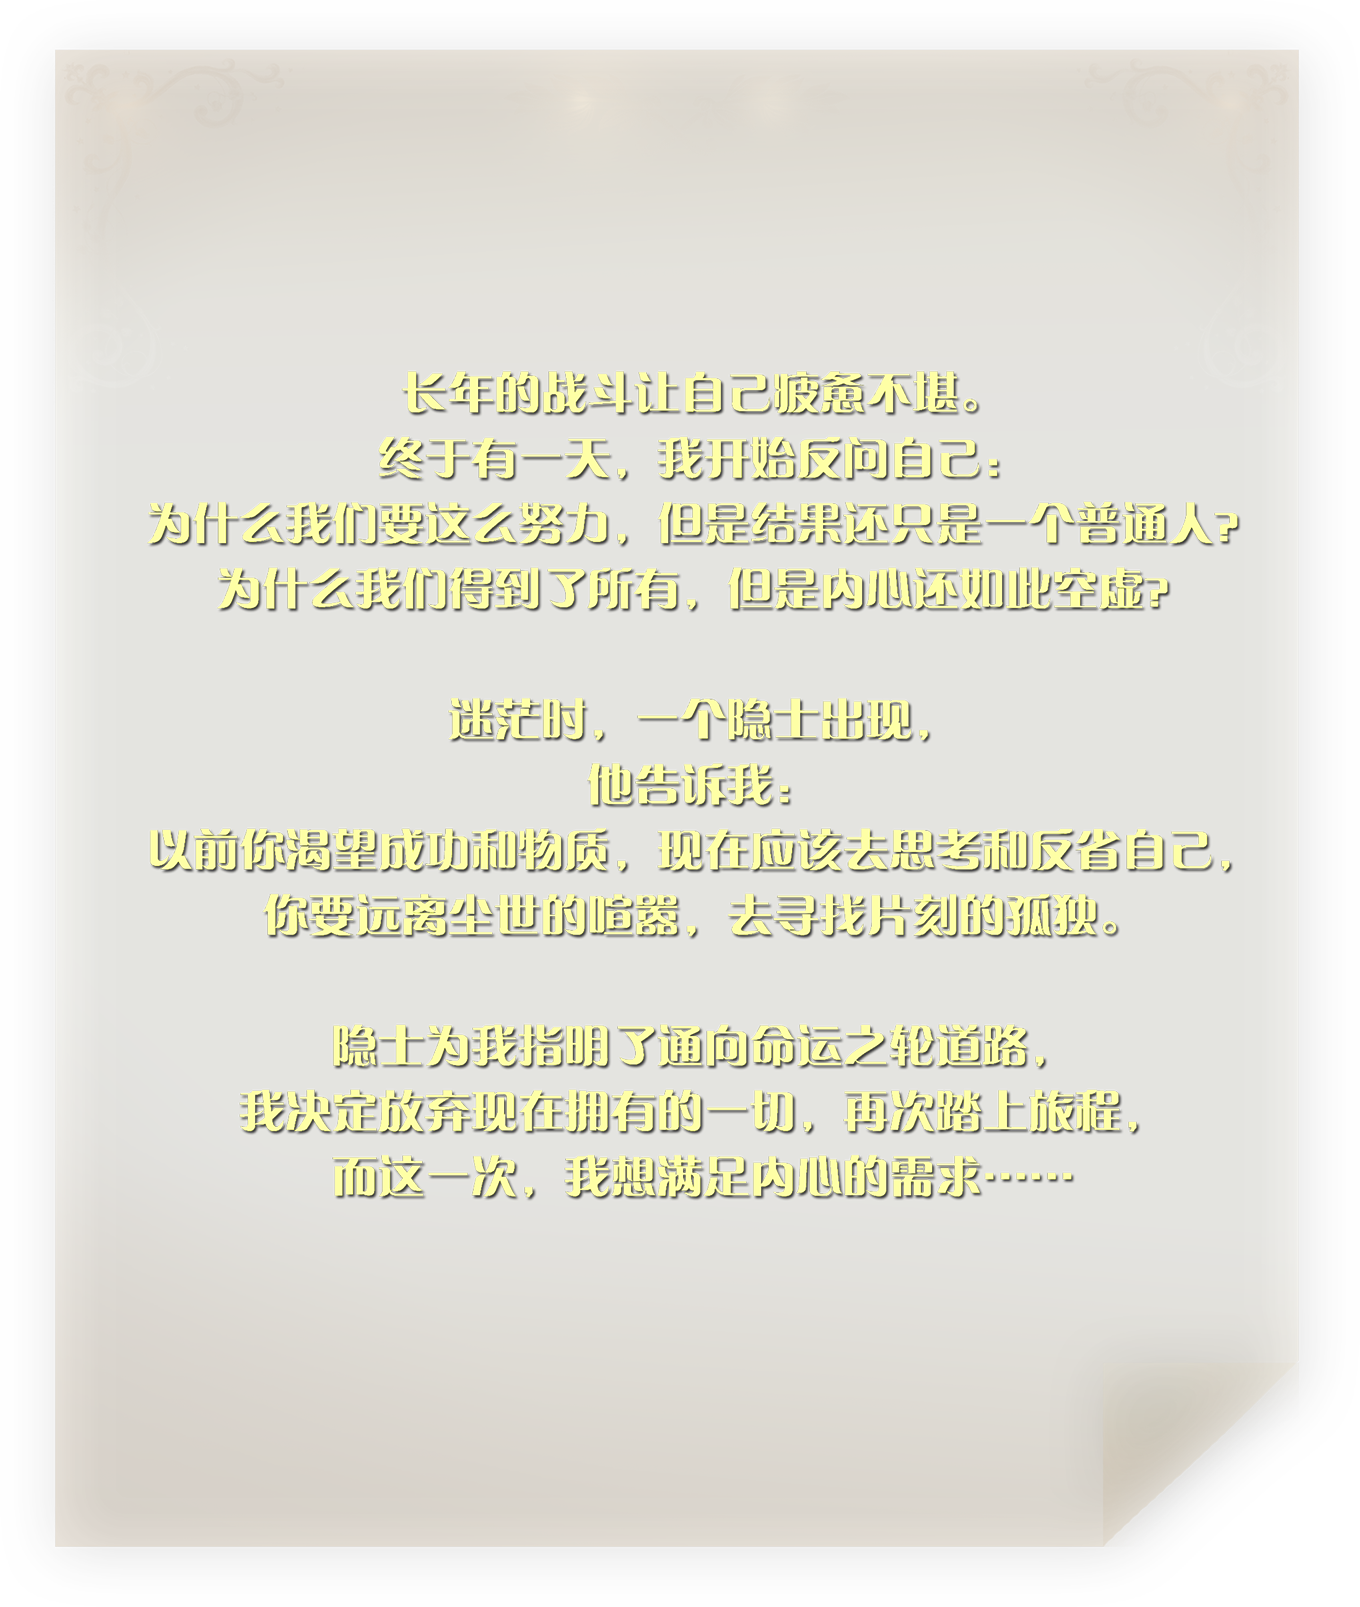 长年的战斗让自己疲惫不堪。
终于有一天，我开始反问自己：
为什么我们要这么努力，但是结果还只是一个普通人？
为什么我们得到了所有，但是内心还如此空虚？
迷茫时，一个隐士出现，
他告诉我：
以前你渴望成功和物质，现在应该去思考和反省自己，
你要远离尘世的喧嚣，去寻找片刻的孤独。
隐士为我指明了通向命运之轮道路，
我决定放弃现在拥有的一切，再次踏上旅程，
而这一次，我想满足内心的需求……